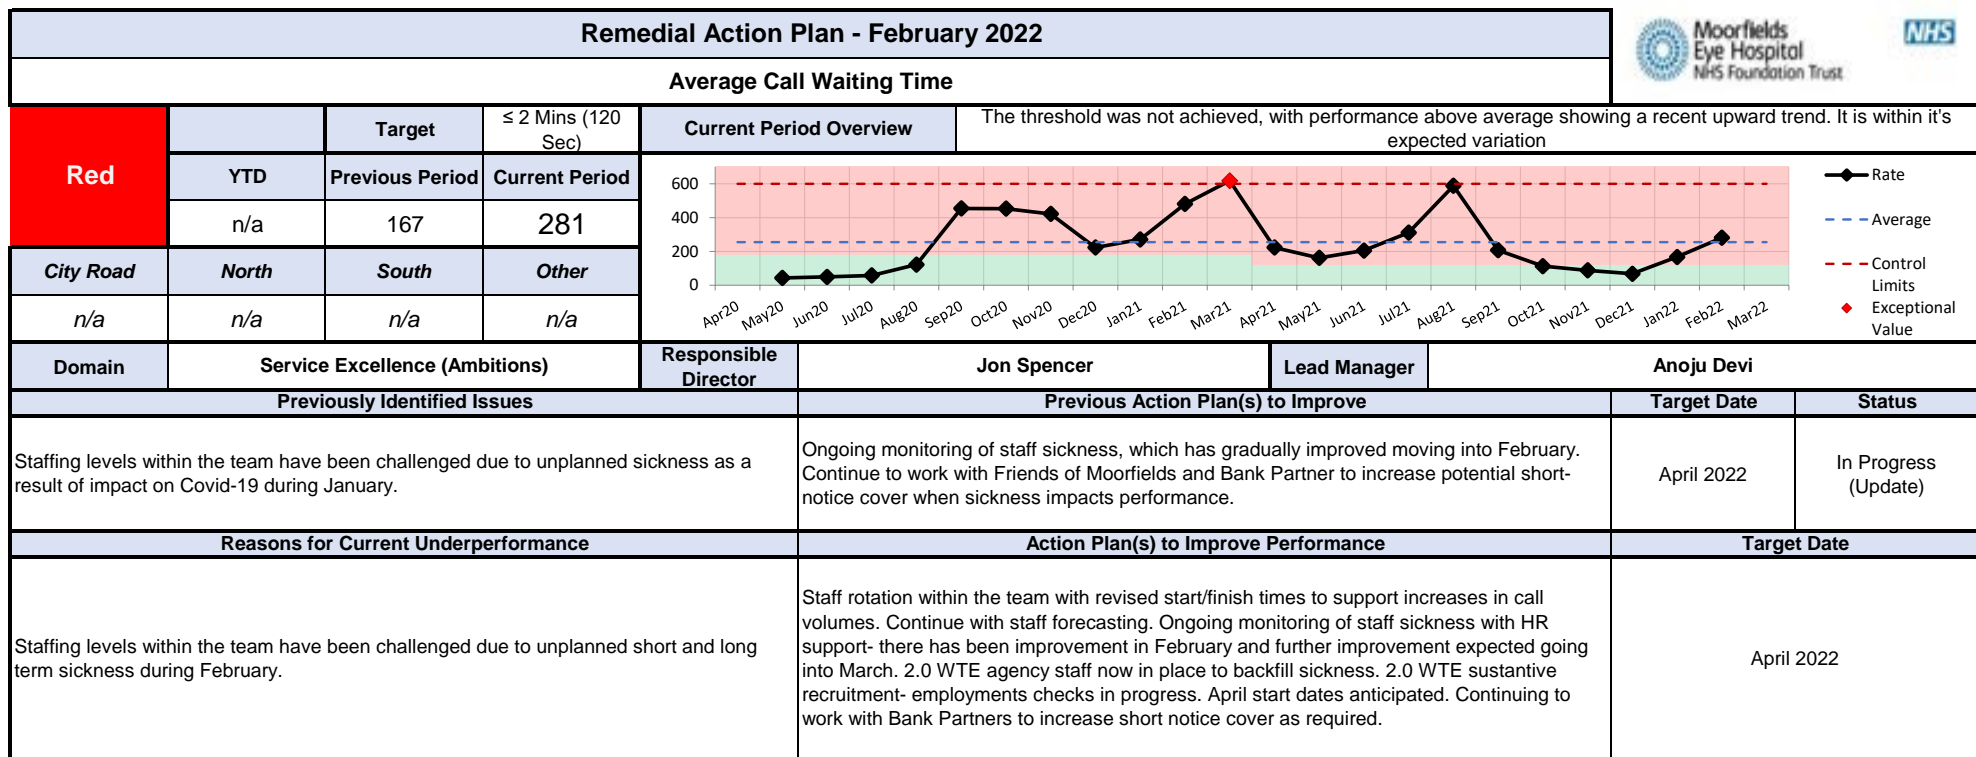 Remedial Action Plan - February 2022
Moorfields
Eye Hospital
NHS Foundation Trust
NHS
Average Call Waiting Time
Red
Target
≤ 2 Mins (120
Sec)
Current Period Overview
The threshold was not achieved, with performance above average showing a recent upward trend. It is within it's
expected variation
YTD
Previous Period
Current Period
n/a
167
281
City Road
North
South
Other
n/a
n/a
n/a
n/a
600
400
200
0
Apr20
May20
Jun20
Jul20
Aug20
Sep20
Oct20
Nov20
Dec20
Jan21
Feb21
Mar21
Apr21
May21
Jun21
Jul21
Aug21
Sep21
Oct21
Nov21
Dec21
Jan22
Feb22
Mar22
Rate
Average
Control
Limits
Exceptional
Value
Domain
Service Excellence (Ambitions)
Responsible
Director
Jon Spencer
Lead Manager
Anoju Devi
Previously Identified Issues
Previous Action Plan(s) to Improve
Target Date
Status
Staffing levels within the team have been challenged due to unplanned sickness as a
result of impact on Covid-19 during January.
Ongoing monitoring of staff sickness, which has gradually improved moving into February.
Continue to work with Friends of Moorfields and Bank Partner to increase potential short-
notice cover when sickness impacts performance.
April 2022
In Progress
(Update)
Reasons for Current Underperformance
Action Plan(s) to Improve Performance
Target Date
Staffing levels within the team have been challenged due to unplanned short and long
term sickness during February.
Staff rotation within the team with revised start/finish times to support increases in call
volumes. Continue with staff forecasting. Ongoing monitoring of staff sickness with HR
support- there has been improvement in February and further improvement expected going
into March. 2.0 WTE agency staff now in place to backfill sickness. 2.0 WTE sustantive
recruitment- employments checks in progress. April start dates anticipated. Continuing to
work with Bank Partners to increase short notice cover as required.
April 2022